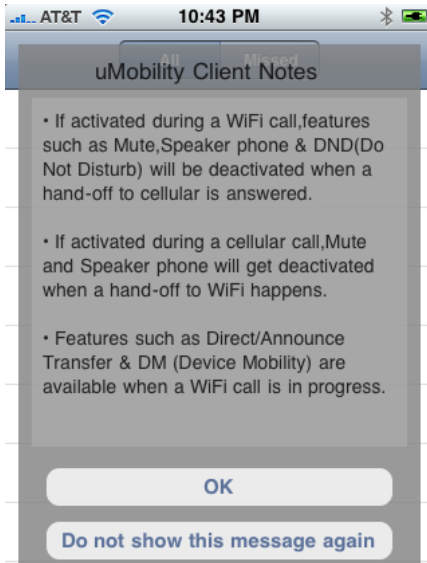 AT&T 10:43 PM
All Missed
uMobility Client Notes
• If activated during a WiFi call,features
such as Mute,Speaker phone & DND(Do
Not Disturb) will be deactivated when a
hand-off to cellular is answered.
• If activated during a cellular call,Mute
and Speaker phone will get deactivated
when a hand-off to WiFi happens.
• Features such as Direct/Announce
Transfer & DM (Device Mobility) are
available when a WiFi call is in progress.
OK
Do not show this message again